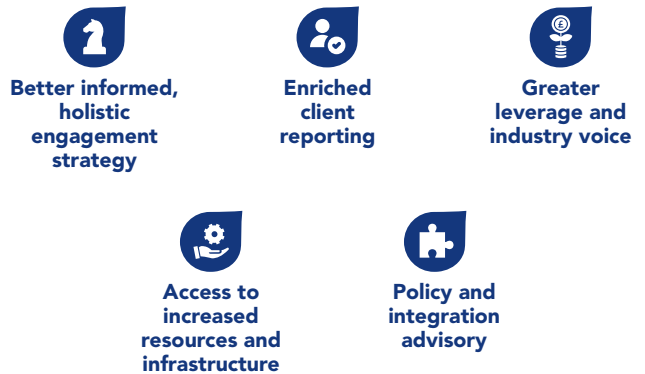 Better informed,
holistic
engagement
strategy
Enriched
client
reporting
Greater
leverage and
industry voice
£
Access to
increased
resources and
infrastructure
Policy and
integration
advisory